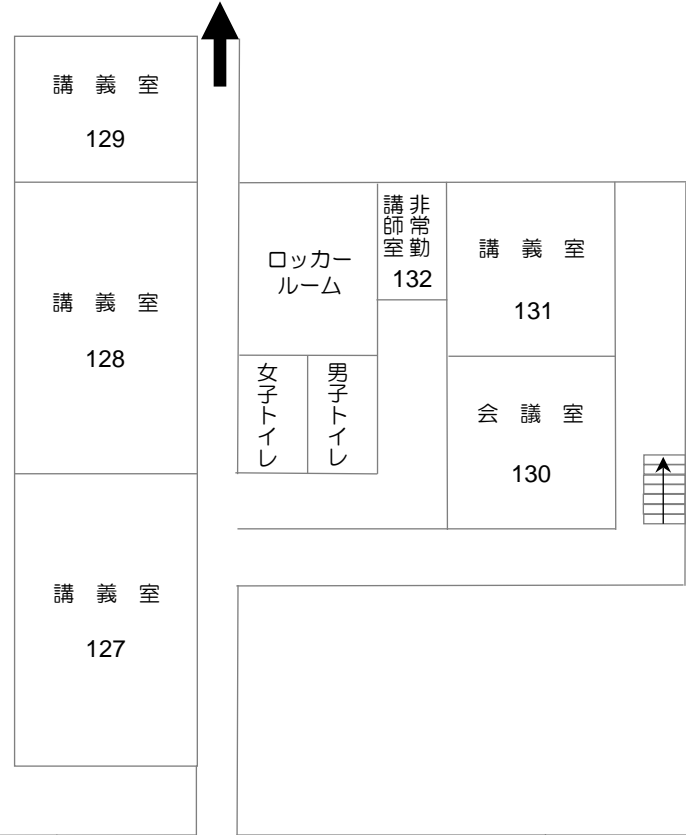 講義室
129
講義室
128
講義室
127
ロッカー
ルーム
女子トイレ
男子トイレ
非常勤
講師室
132
講義室
131
会議室
130